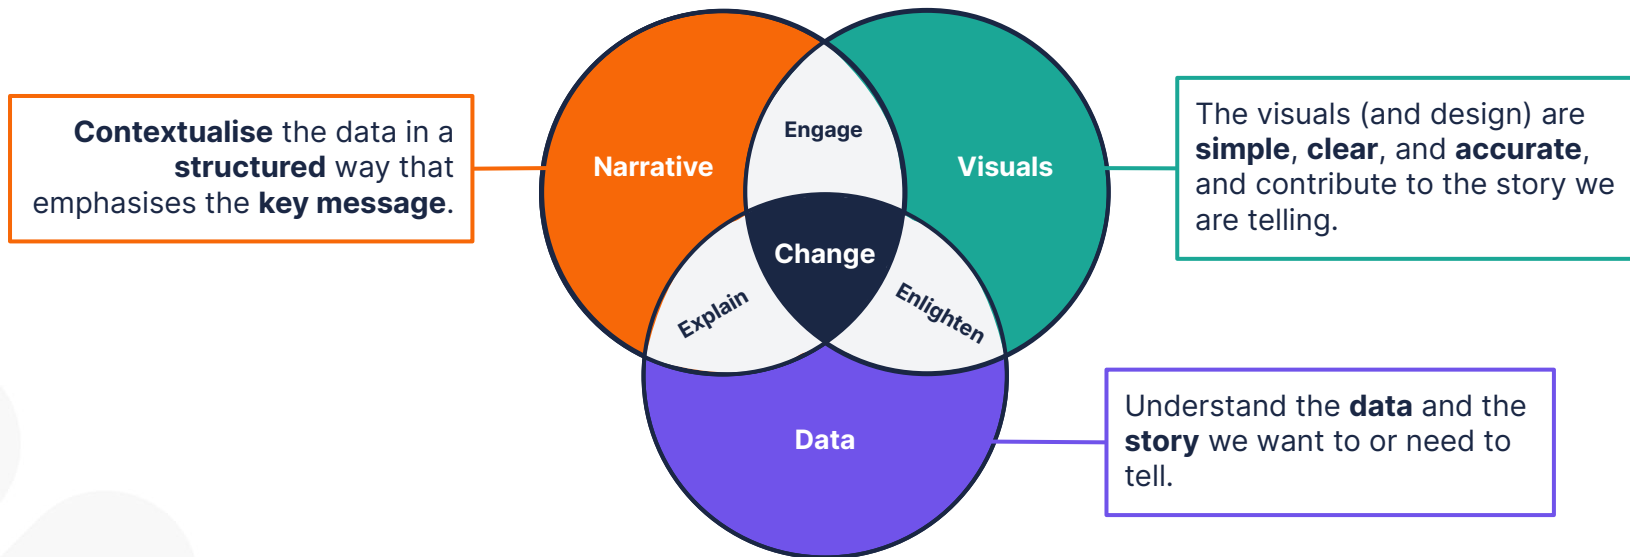 Contextualise the data in a
structured way that
emphasises the key message.
Narrative
Engage
Visuals
Change
Explain
Enlighten
Data
The visuals (and design) are
simple, clear, and accurate,
and contribute to the story we
are telling.
Understand the data and the
story we want to or need to
tell.